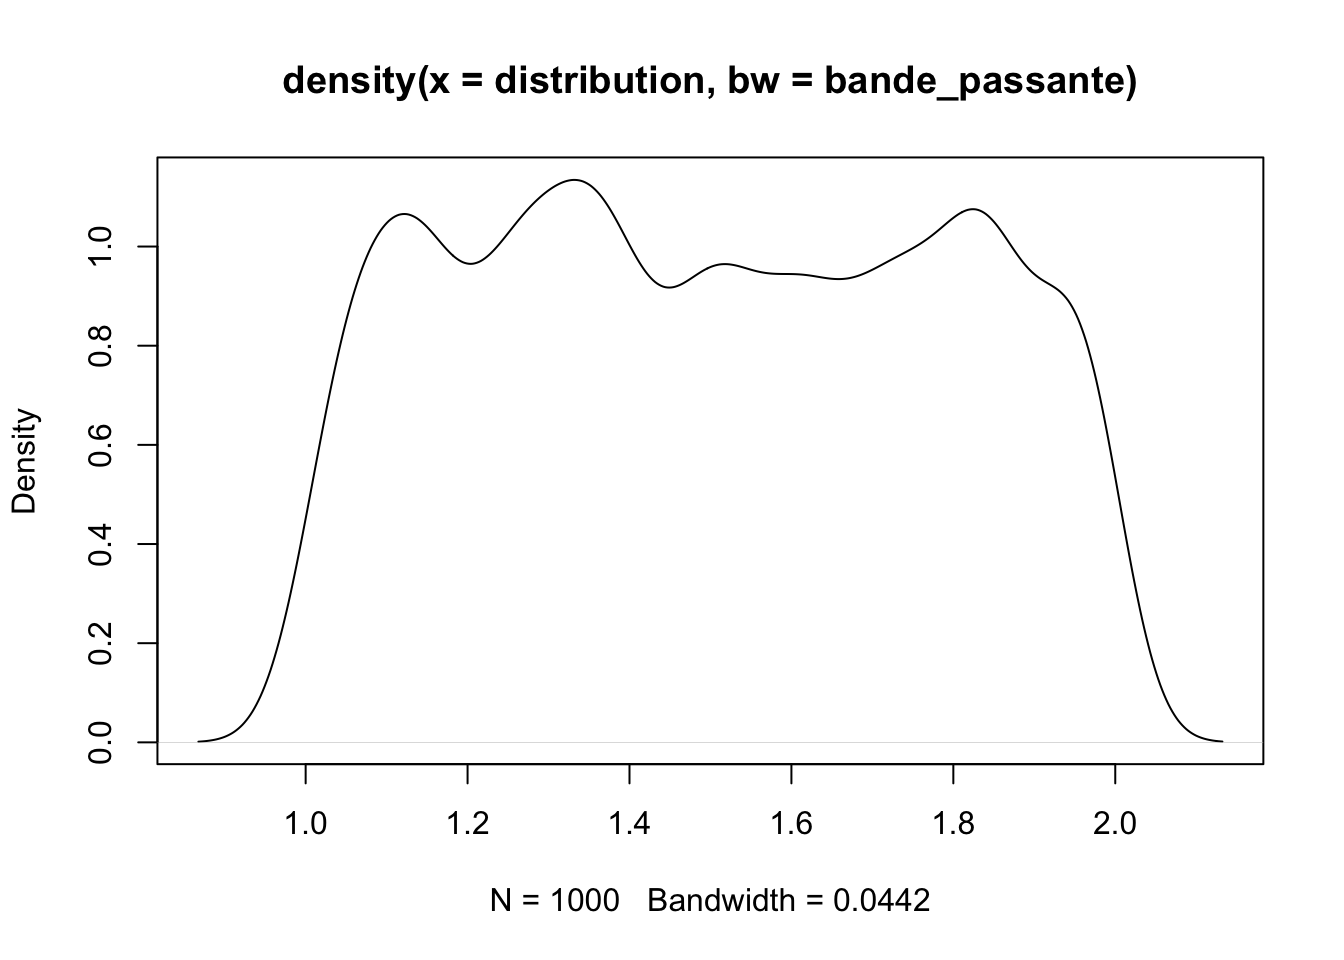 density(x = distribution, bw = bande_passante)
Density
1.0
0.8
0.6
0.4
0.2
0.0
1.0 1.2 1.4 1.6 1.8 2.0
N = 1000 Bandwidth = 0.0442